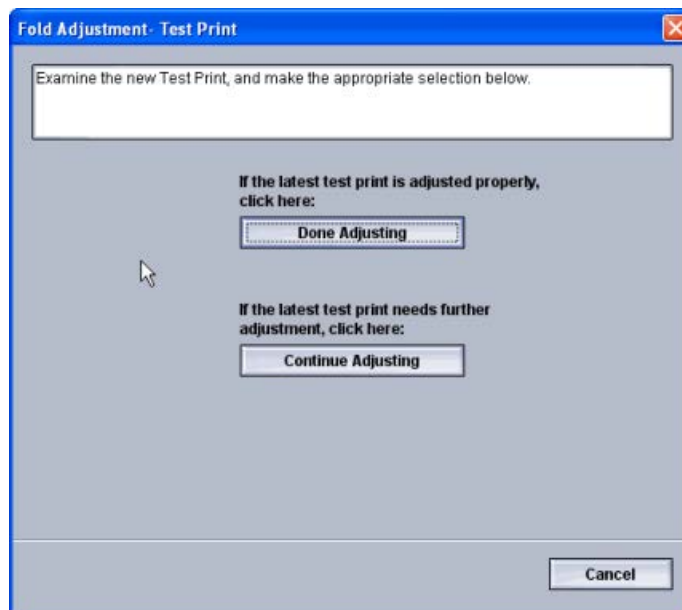 Fold Adjustment- Test Print
Examine the new Test Print, and make the appropriate selection below.
If the latest test print is adjusted properly,
click here:
Done Adjusting
If the latest test print needs further
adjustment, click here:
Continue Adjusting
Cancel